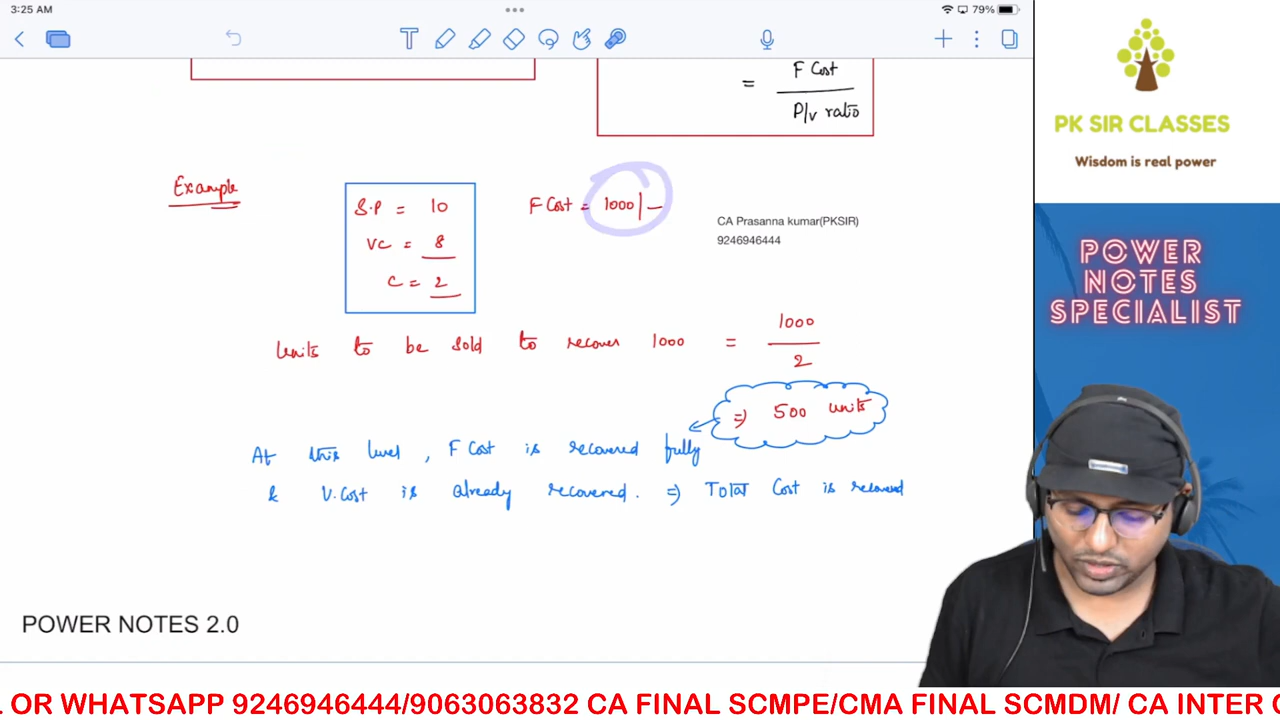 3:25 AM
79%
F Cost
=
P/v ratio
PK SIR CLASSES
Wisdom is real power
Example
S.P = 10
F Cost = 1000/-
VC = 8
C = 2
CA Prasanna kumar(PKSIR)
9246946444
POWER
NOTES
SPECIALIST
Units to be sold to recover 1000 = 1000
2
=) 500 units
At this level, F Cost is recovered fully
& V.Cost is already recovered. =) Total Cost is recovered
POWER NOTES 2.0
OR WHATSAPP 9246946444/9063063832 CA FINAL SCMPE/CMA FINAL SCMDM/ CA INTER